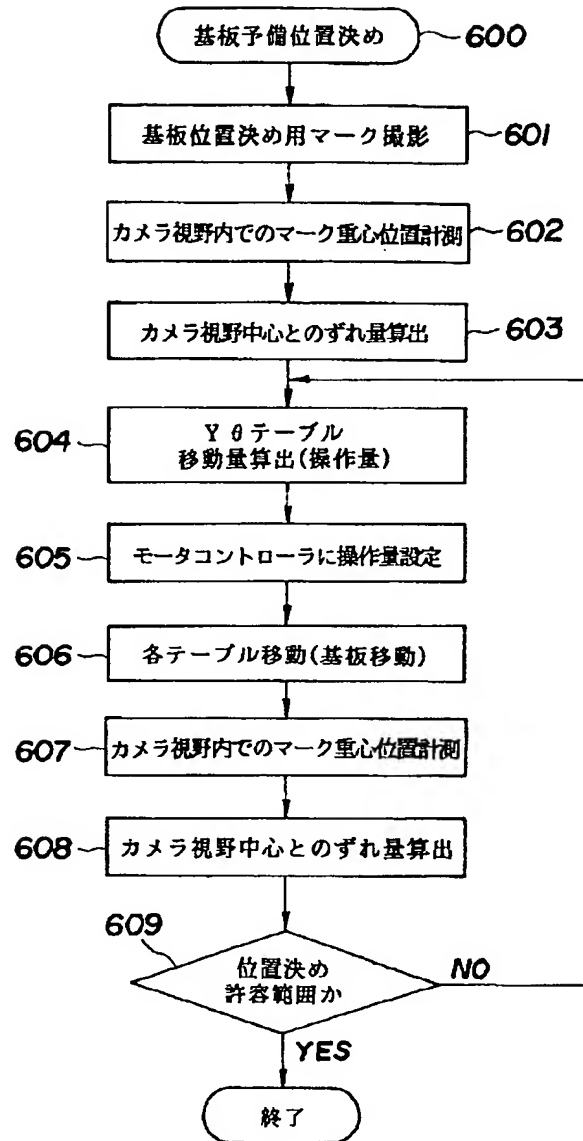 基板予備位置決め
600
基板位置決め用マーク撮影
601
カメラ視野内でのマーク重心位置計測
602
カメラ視野中心とのずれ量算出
603
604
Yθテーブル
移動量算出(操作量)
605
モータコントローラに操作量設定
606
各テーブル移動(基板移動)
607
カメラ視野内でのマーク重心位置計測
608
カメラ視野中心とのずれ量算出
609
位置決め
許容範囲か
NO
YES
終了